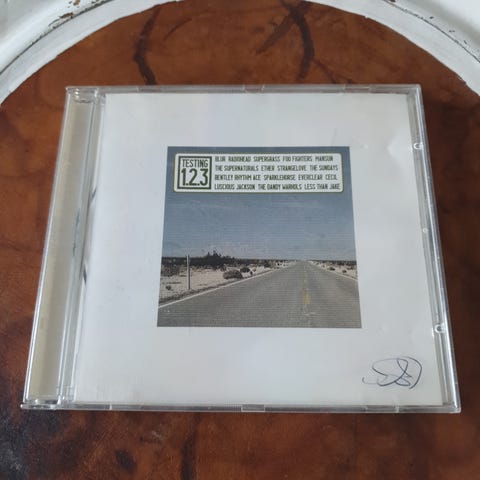 TESTING
1.2.3
BLUR RADIOHEAD SUPERGRASS FOO FIGHTERS MANSUN
THE SUPERNATURALS ETHER STRANGELOVE THE SUNDAYS
BENTLEY RHYTHM ACE SPARKLEHORSE EVERCLEAR CECIL
LUSCIOUS JACKSON THE DANDY WARHOLS LESS THAN JAKE